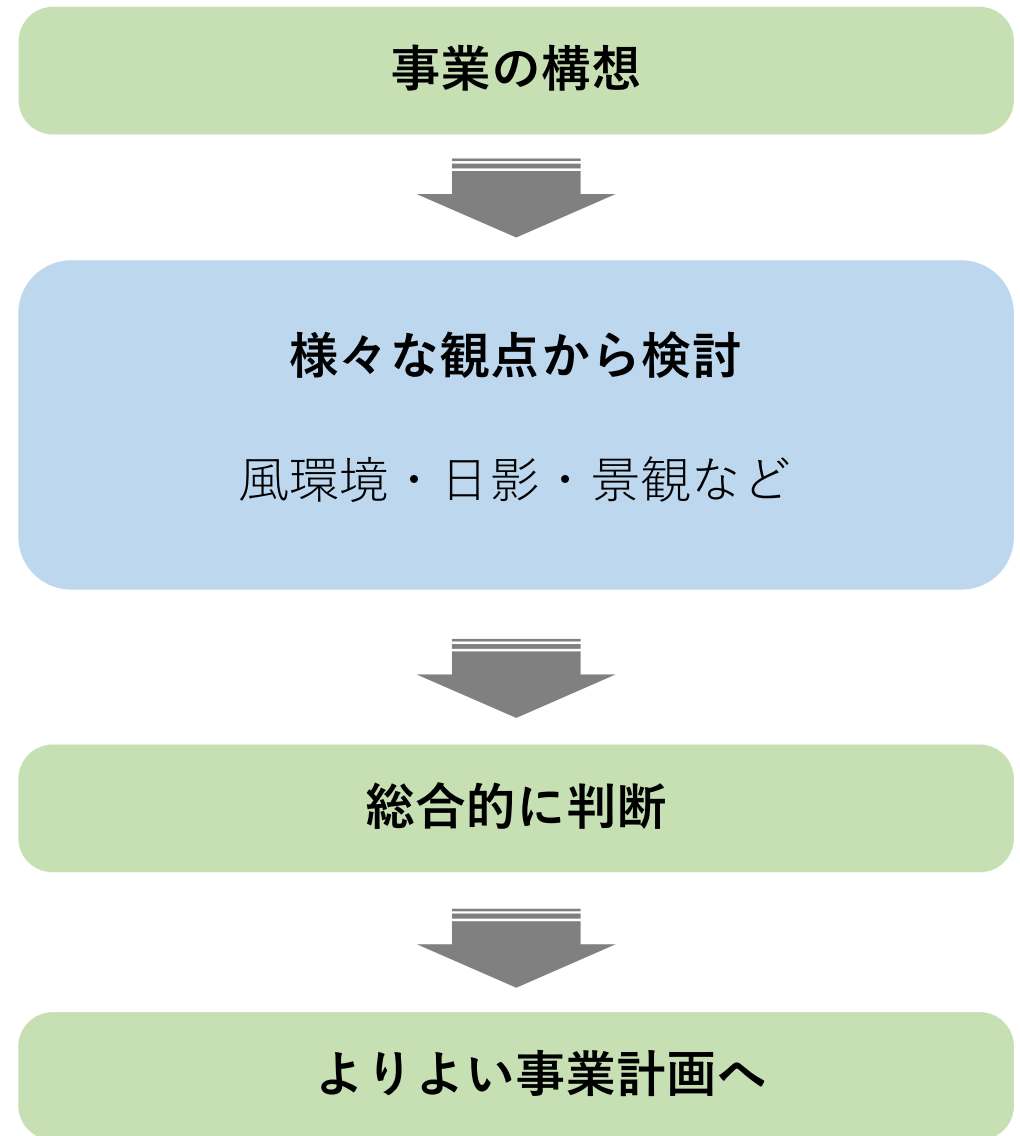 事業の構想
様々な観点から検討
風環境・日影・景観など
総合的に判断
よりよい事業計画へ